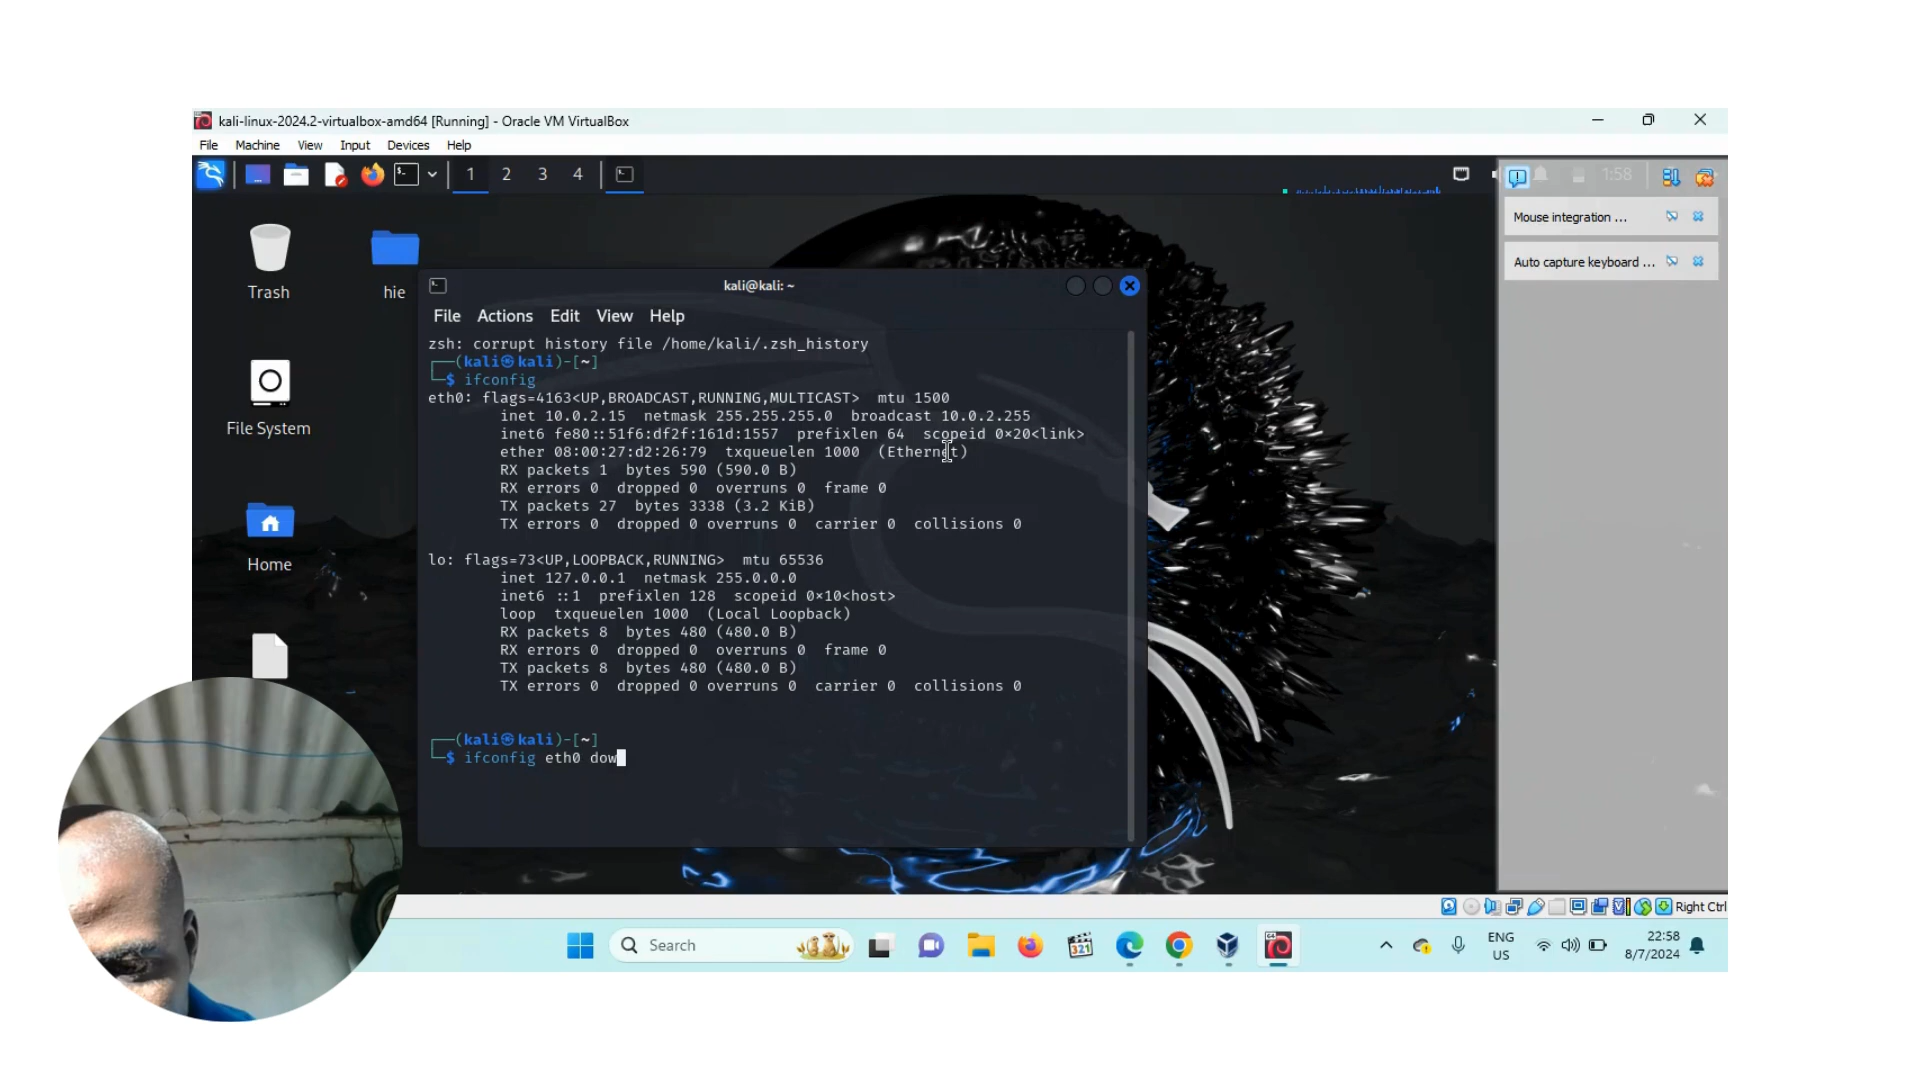 kali-linux-2024.2-virtualbox-amd64 [Running] - Oracle VM VirtualBox
File Machine View Input Devices Help
1 2 3 4
1:58
Mouse integration ...
Auto capture keyboard ...
Trash
hie
File System
Home
kali@kali: ~
File Actions Edit View Help
zsh: corrupt history file /home/kali/.zsh_history
(kali㉿kali)-[~]
$ ifconfig
eth0: flags=4163<UP,BROADCAST,RUNNING,MULTICAST> mtu 1500
inet 10.0.2.15 netmask 255.255.255.0 broadcast 10.0.2.255
inet6 fe80::51f6:df2f:161d:1557 prefixlen 64 scopeid 0×20<link>
ether 08:00:27:d2:26:79 txqueuelen 1000 (Ethernet)
RX packets 1 bytes 590 (590.0 B)
RX errors 0 dropped 0 overruns 0 frame 0
TX packets 27 bytes 3338 (3.2 KiB)
TX errors 0 dropped 0 overruns 0 carrier 0 collisions 0
lo: flags=73<UP,LOOPBACK,RUNNING> mtu 65536
inet 127.0.0.1 netmask 255.0.0.0
inet6 ::1 prefixlen 128 scopeid 0×10<host>
loop txqueuelen 1000 (Local Loopback)
RX packets 8 bytes 480 (480.0 B)
RX errors 0 dropped 0 overruns 0 frame 0
TX packets 8 bytes 480 (480.0 B)
TX errors 0 dropped 0 overruns 0 carrier 0 collisions 0
(kali㉿kali)-[~]
$ ifconfig eth0 dow
Right Ctrl
Search
321
ENG
US
22:58
8/7/2024